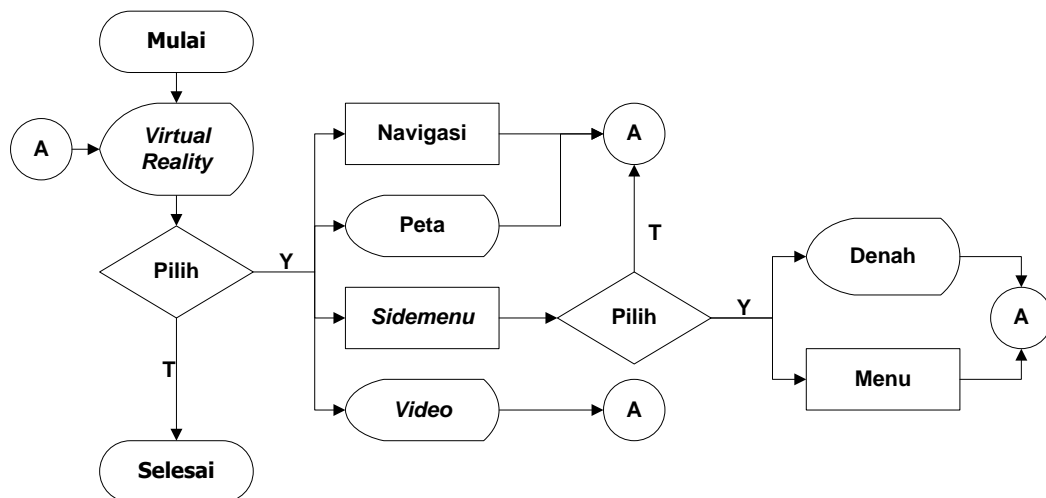 Mulai
A
Virtual
Reality
Pilih
Y
T
Selesai
Navigasi
A
Peta
T
Sidemenu
Pilih
Y
Video
A
Denah
A
Menu